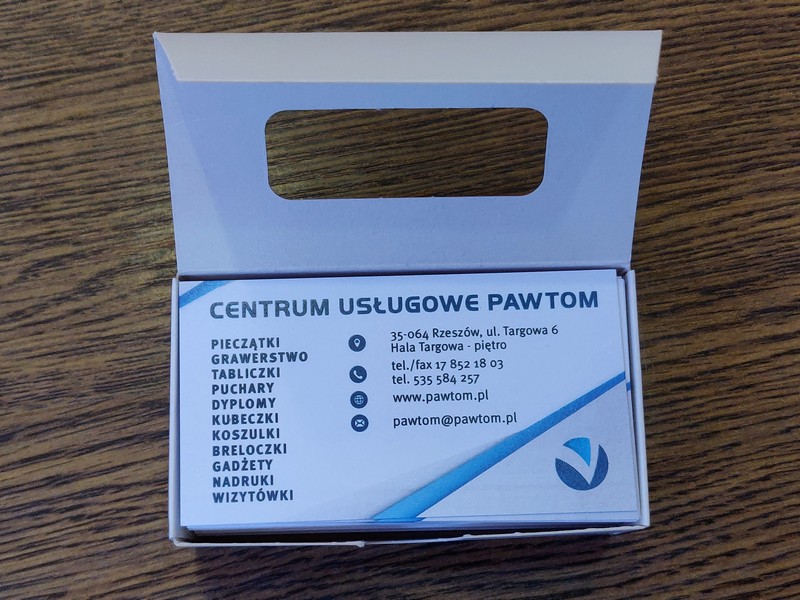 CENTRUM USŁUGOWE PAWTOM
PIECZĄTKI
GRAWERSTWO
TABLICZKI
PUCHARY
DYPLOMY
KUBECZKI
KOSZULKI
BRELOCZKI
GADŻETY
NADRUKI
WIZYTÓWKI
35-064 Rzeszów, ul. Targowa 6
Hala Targowa - piętro
tel./fax 17 852 18 03
tel. 535 584 257
www.pawtom.pl
pawtom@pawtom.pl